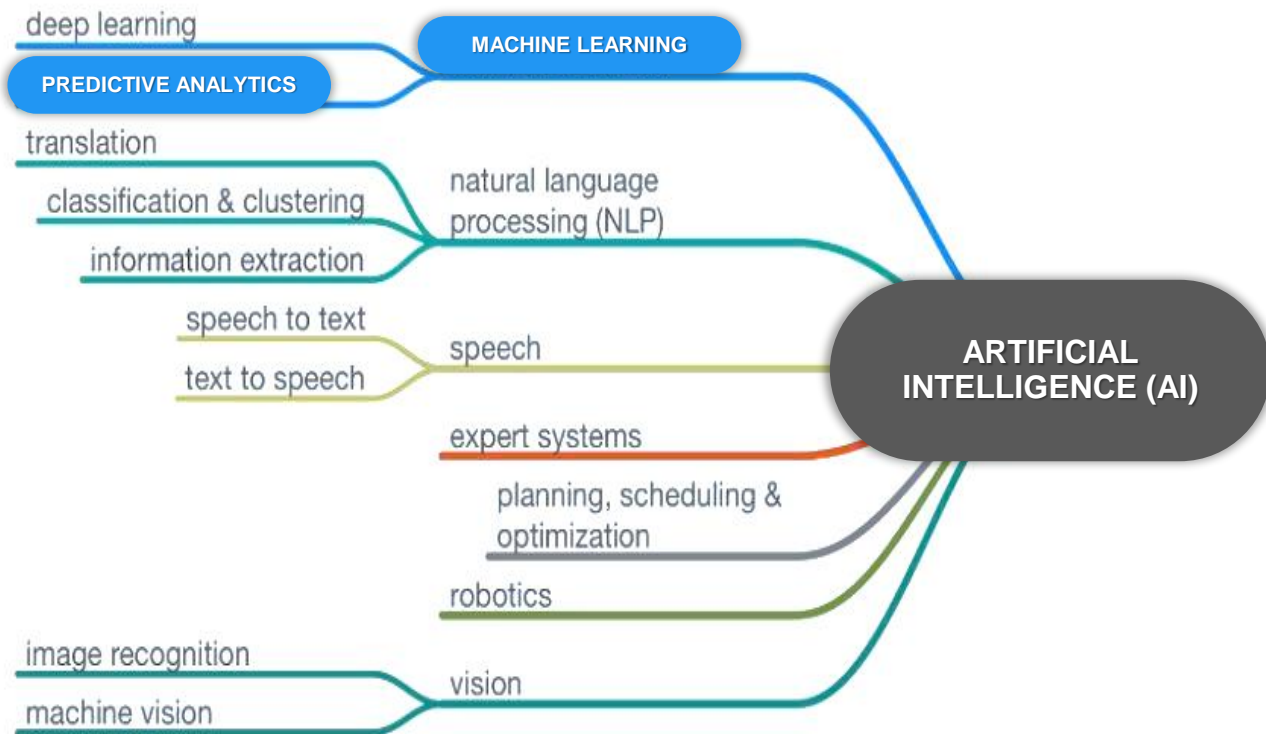 deep learning
MACHINE LEARNING
PREDICTIVE ANALYTICS
translation
natural language
processing (NLP)
classification & clustering
information extraction
speech to text
speech
text to speech
ARTIFICIAL
INTELLIGENCE (AI)
expert systems
planning, scheduling &
optimization
robotics
image recognition
vision
machine vision